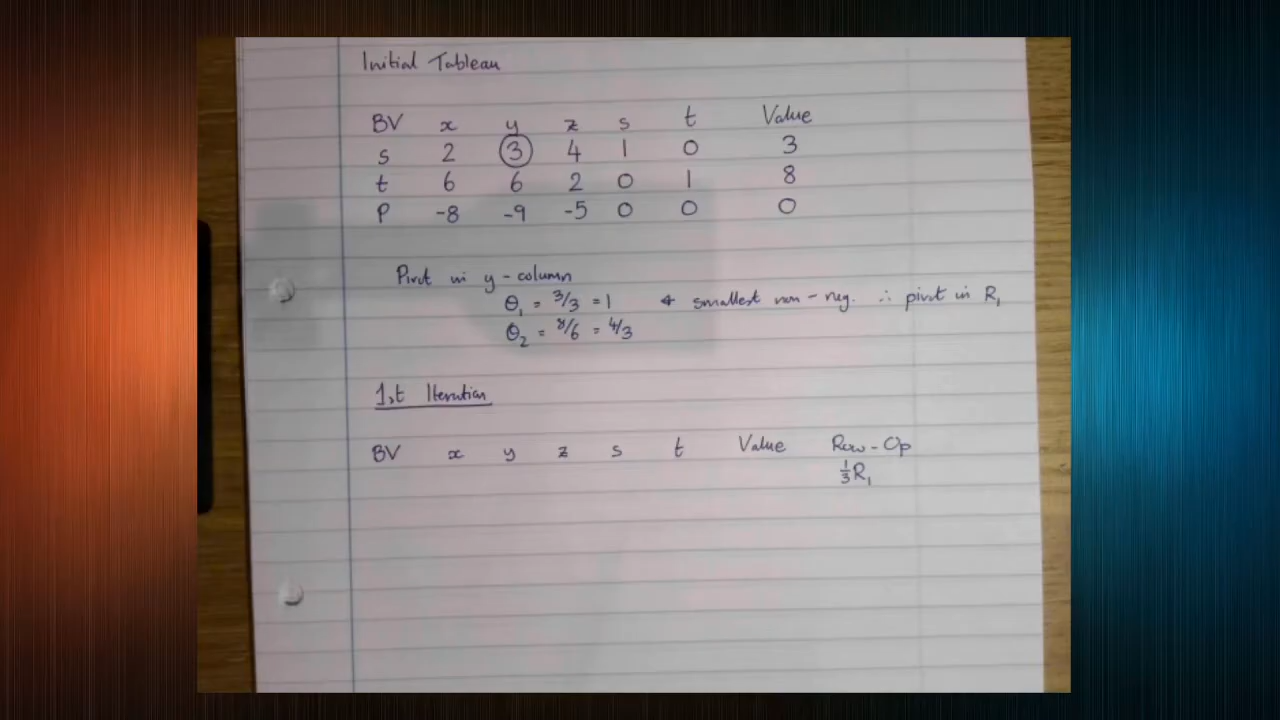 Initial Tableau
BV x y z s t Value
s 2 3 4 1 0 3
t 6 6 2 0 1 8
P -8 -9 -5 0 0 0
Pivot in y-column
θ₁ = 3/3 = 1 ← smallest non-neg. ∴ pivot in R₁
θ₂ = 8/6 = 4/3
1st Iteration
BV x y z s t Value Row-Op
⅓R₁